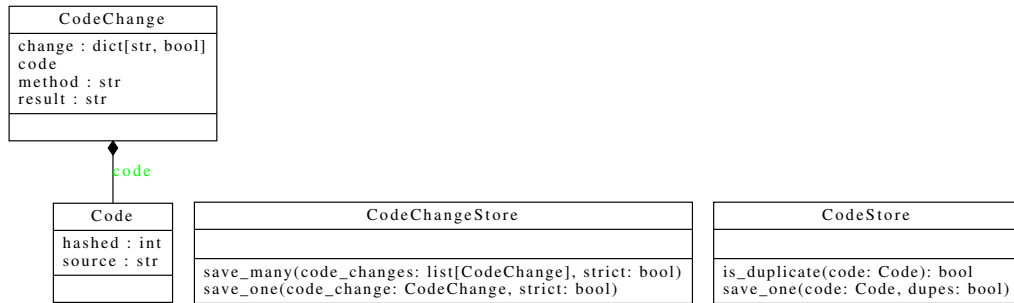 CodeChange
change : dict[str, bool]
code
method : str
result : str
code
Code
hashed : int
source : str
CodeChangeStore
save_many(code_changes: list[CodeChange], strict: bool)
save_one(code_change: CodeChange, strict: bool)
CodeStore
is_duplicate(code: Code): bool
save_one(code: Code, dupes: bool)